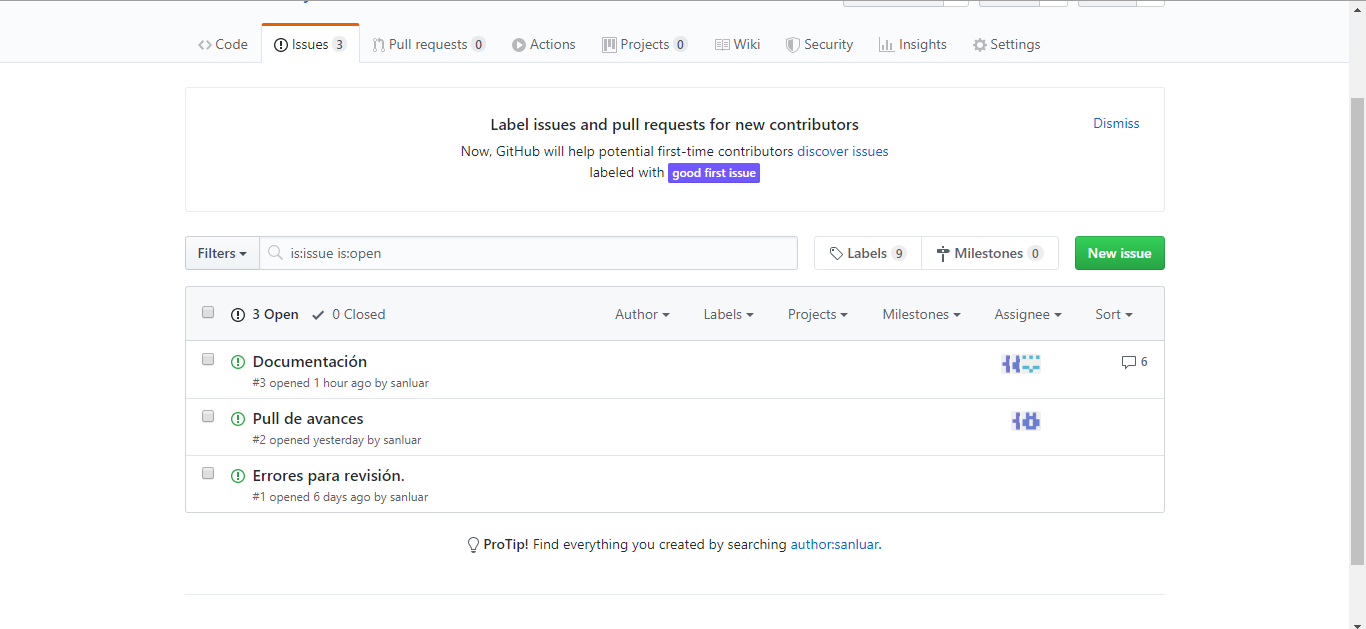 Code Issues 3 Pull requests 0 Actions Projects 0 Wiki Security Insights Settings
Label issues and pull requests for new contributors
Dismiss
Now, GitHub will help potential first-time contributors discover issues
labeled with good first issue
Filters is:issue is:open Labels 9 Milestones 0 New issue
3 Open 0 Closed Author Labels Projects Milestones Assignee Sort
Documentación 6
#3 opened 1 hour ago by sanluar
Pull de avances
#2 opened yesterday by sanluar
Errores para revisión.
#1 opened 6 days ago by sanluar
ProTip! Find everything you created by searching author:sanluar.